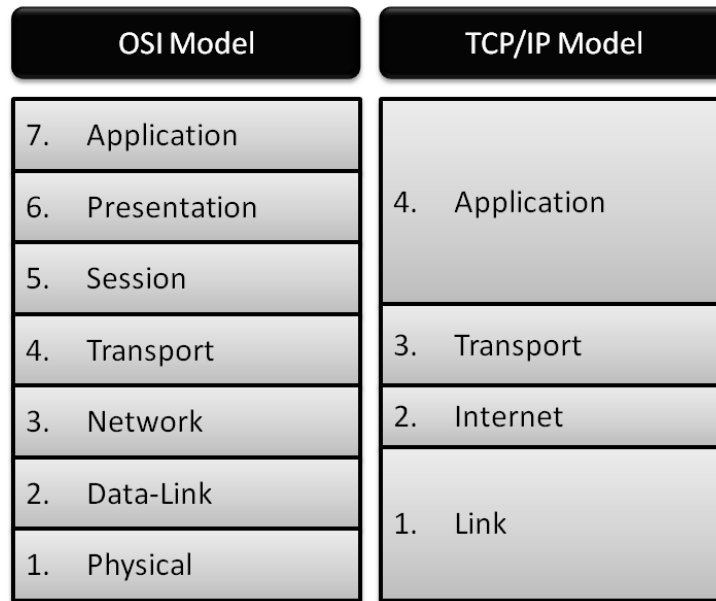 OSI Model
7. Application
6. Presentation
5. Session
4. Transport
3. Network
2. Data-Link
1. Physical
TCP/IP Model
4. Application
3. Transport
2. Internet
1. Link